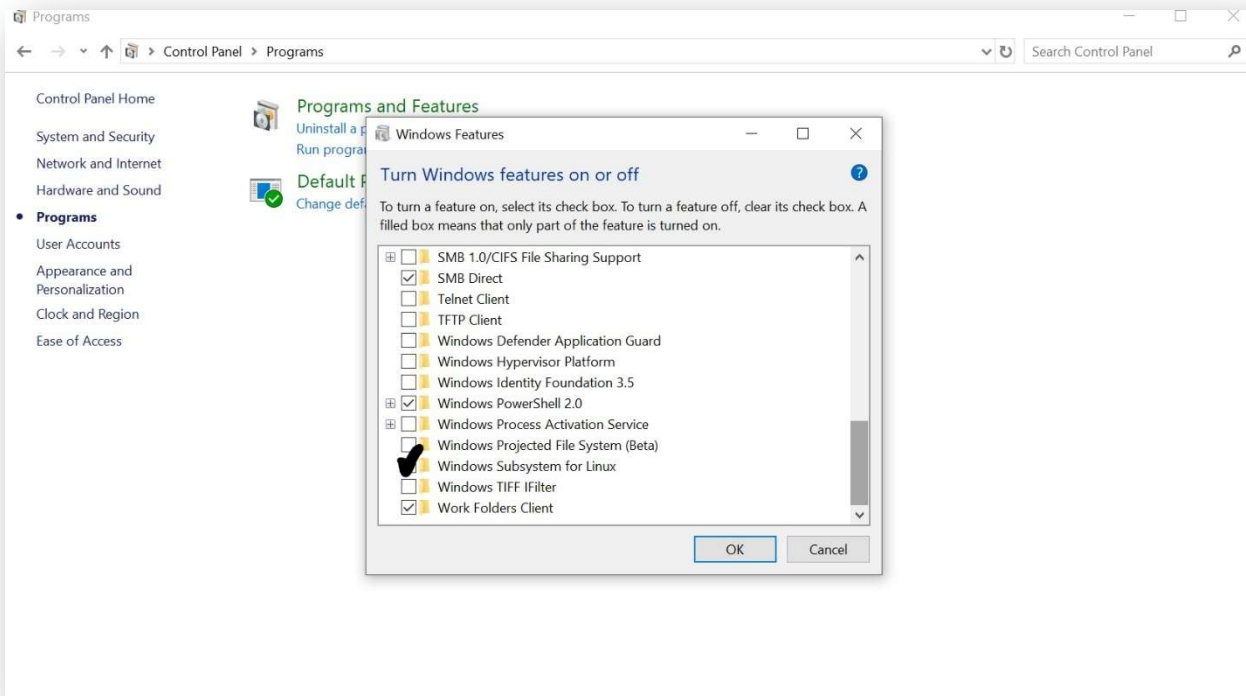 Programs
Control Panel > Programs
Search Control Panel
Control Panel Home
System and Security
Network and Internet
Hardware and Sound
Programs
User Accounts
Appearance and
Personalization
Clock and Region
Ease of Access
Programs and Features
Uninstall a
Run
Default
Change
Windows Features
Turn Windows features on or off
To turn a feature on, select its check box. To turn a feature off, clear its check box. A
filled box means that only part of the feature is turned on.
SMB 1.0/CIFS File Sharing Support
SMB Direct
Telnet Client
TFTP Client
Windows Defender Application Guard
Windows Hypervisor Platform
Windows Identity Foundation 3.5
Windows PowerShell 2.0
Windows Process Activation Service
Windows Projected File System (Beta)
Windows Subsystem for Linux
Windows TIFF IFilter
Work Folders Client
OK
Cancel